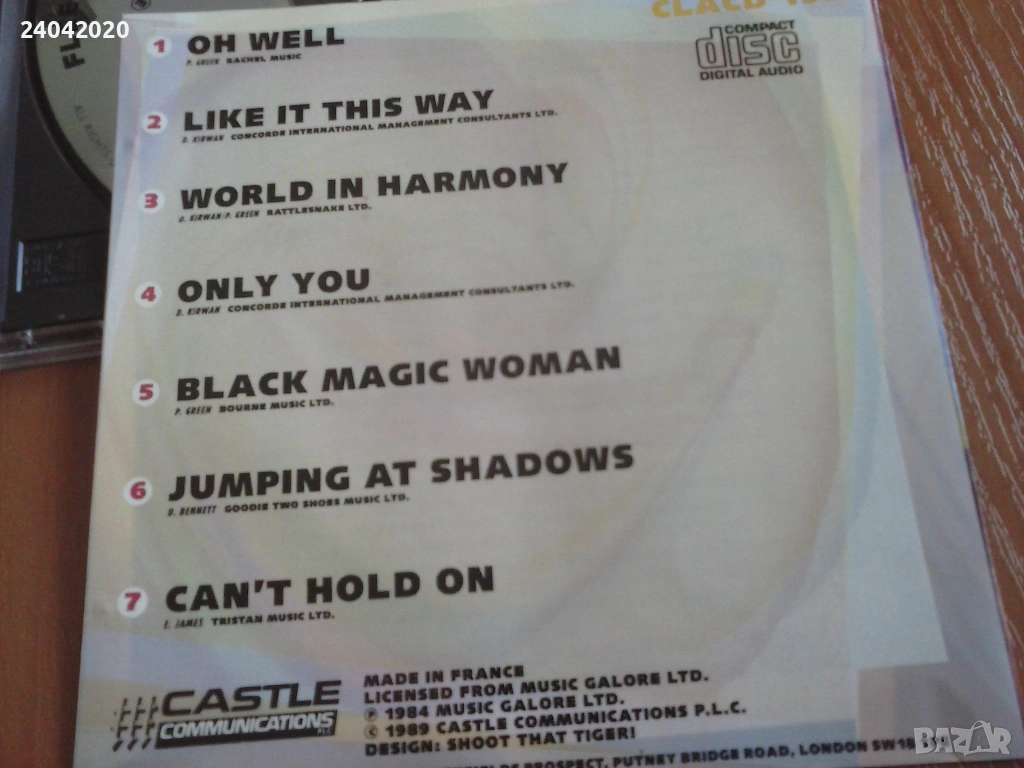 24042020
CLACD
COMPACT
disc
DIGITAL AUDIO
1 OH WELL
P. GREEN RACHEL MUSIC
2 LIKE IT THIS WAY
D. KIRWAN CONCORDE INTERNATIONAL MANAGEMENT CONSULTANTS LTD.
3 WORLD IN HARMONY
D. KIRWAN/P. GREEN RATTLESNAKE LTD.
4 ONLY YOU
D. KIRWAN CONCORDE INTERNATIONAL MANAGEMENT CONSULTANTS LTD.
5 BLACK MAGIC WOMAN
P. GREEN BOURNE MUSIC LTD.
6 JUMPING AT SHADOWS
D. BENNETT GOODIE TWO SHOES MUSIC LTD.
7 CAN'T HOLD ON
E. JAMES TRISTAN MUSIC LTD.
CASTLE
COMMUNICATIONS
PLC
MADE IN FRANCE
LICENSED FROM MUSIC GALORE LTD.
℗ 1984 MUSIC GALORE LTD.
© 1989 CASTLE COMMUNICATIONS P.L.C.
DESIGN: SHOOT THAT TIGER!
PROSPECT, PUTNEY BRIDGE ROAD, LONDON
BAZAR